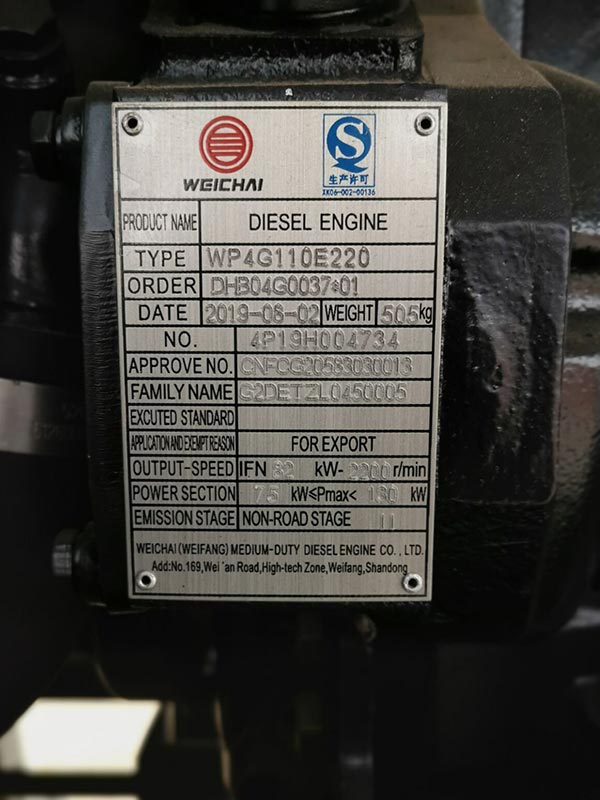 WEICHAI
S
生产许可
XK06-002-00136
PRODUCT NAME DIESEL ENGINE
TYPE WP4G110E220
ORDER DHB04G0037*01
DATE 2019-08-02 WEIGHT 505kg
NO. 4P19H004734
APPROVE NO. CNFCG20533030013
FAMILY NAME G2DETZL0450005
EXCUTED STANDARD
APPLICATION AND EXEMPT REASON FOR EXPORT
OUTPUT-SPEED IFN 82 kW- 2200 r/min
POWER SECTION 75 kW≤Pmax< 130 kW
EMISSION STAGE NON-ROAD STAGE II
WEICHAI(WEIFANG) MEDIUM-DUTY DIESEL ENGINE CO., LTD.
Add:No.169,Wei´an Road,High-tech Zone,Weifang,Shandong